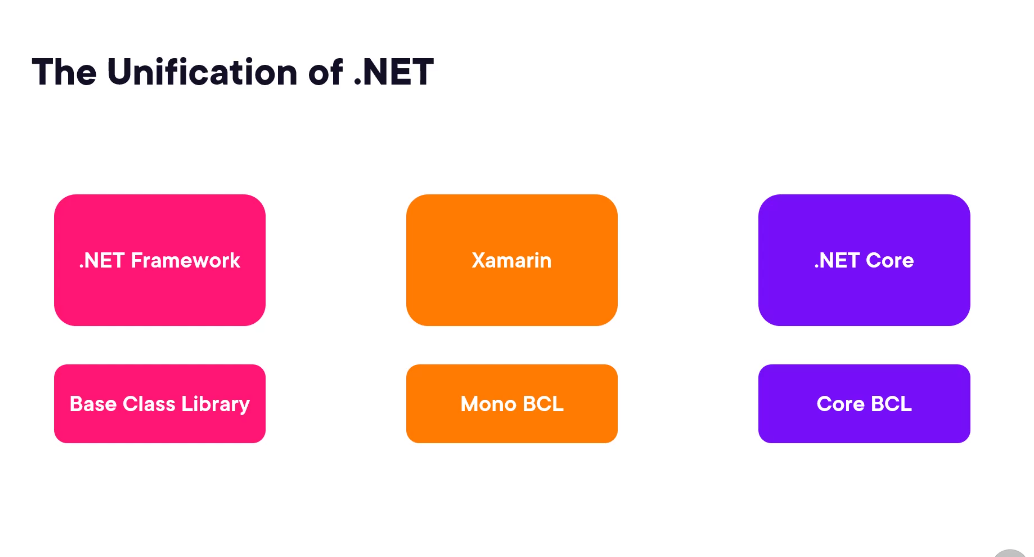 The Unification of .NET
.NET Framework
Xamarin
.NET Core
Base Class Library
Mono BCL
Core BCL